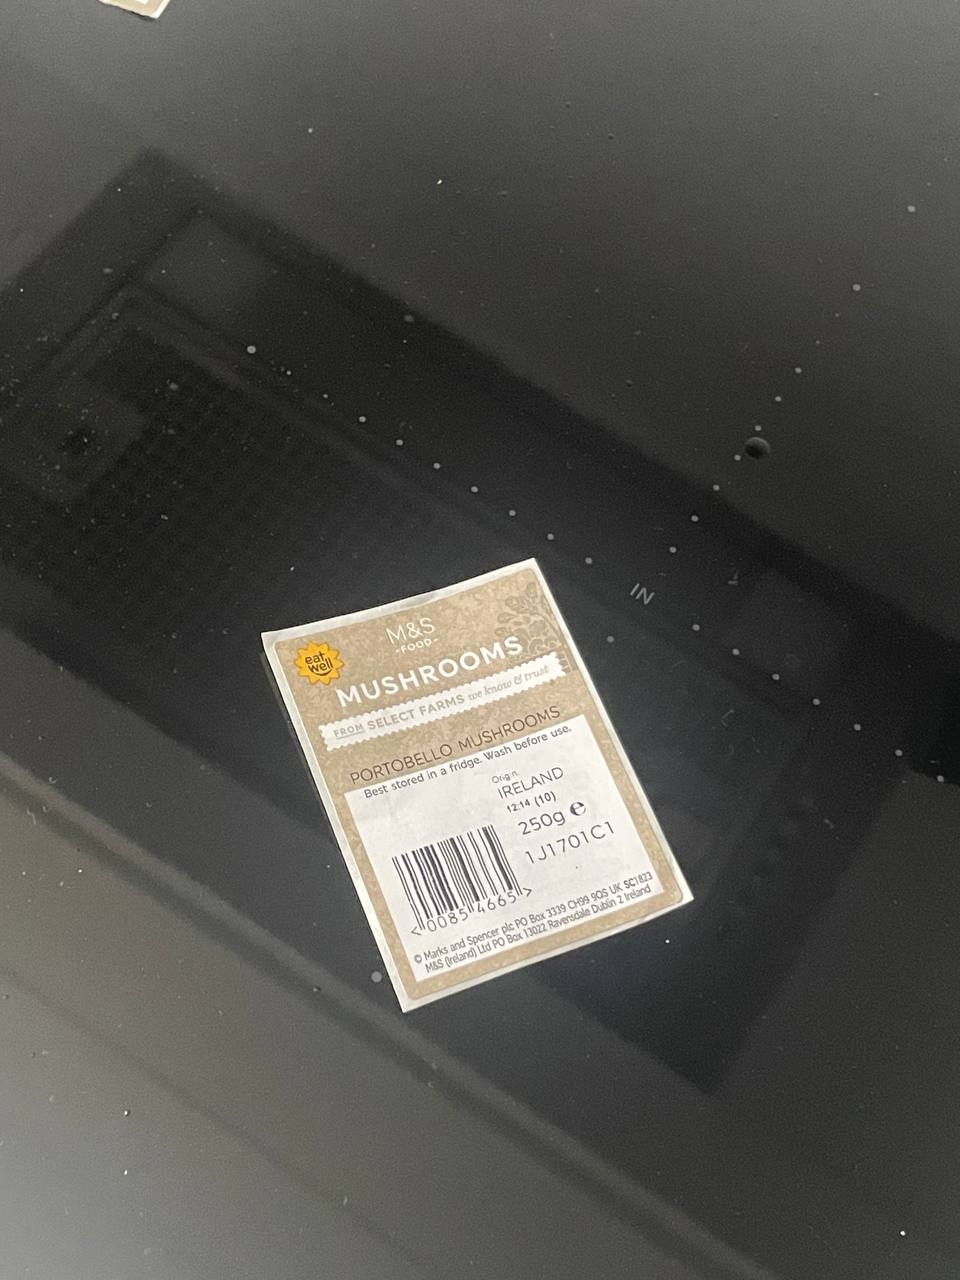 IN
M&S
-FOOD-
eat
well
MUSHROOMS
FROM SELECT FARMS we know & trust
PORTOBELLO MUSHROOMS
Best stored in a fridge. Wash before use.
Origin
IRELAND
12:14 (10)
250g e
1J1701C1
<0085 4665>
© Marks and Spencer plc PO Box 3339 CH99 9QS UK SC1823
M&S (Ireland) Ltd PO Box 13022 Ravensdale Dublin 2 Ireland